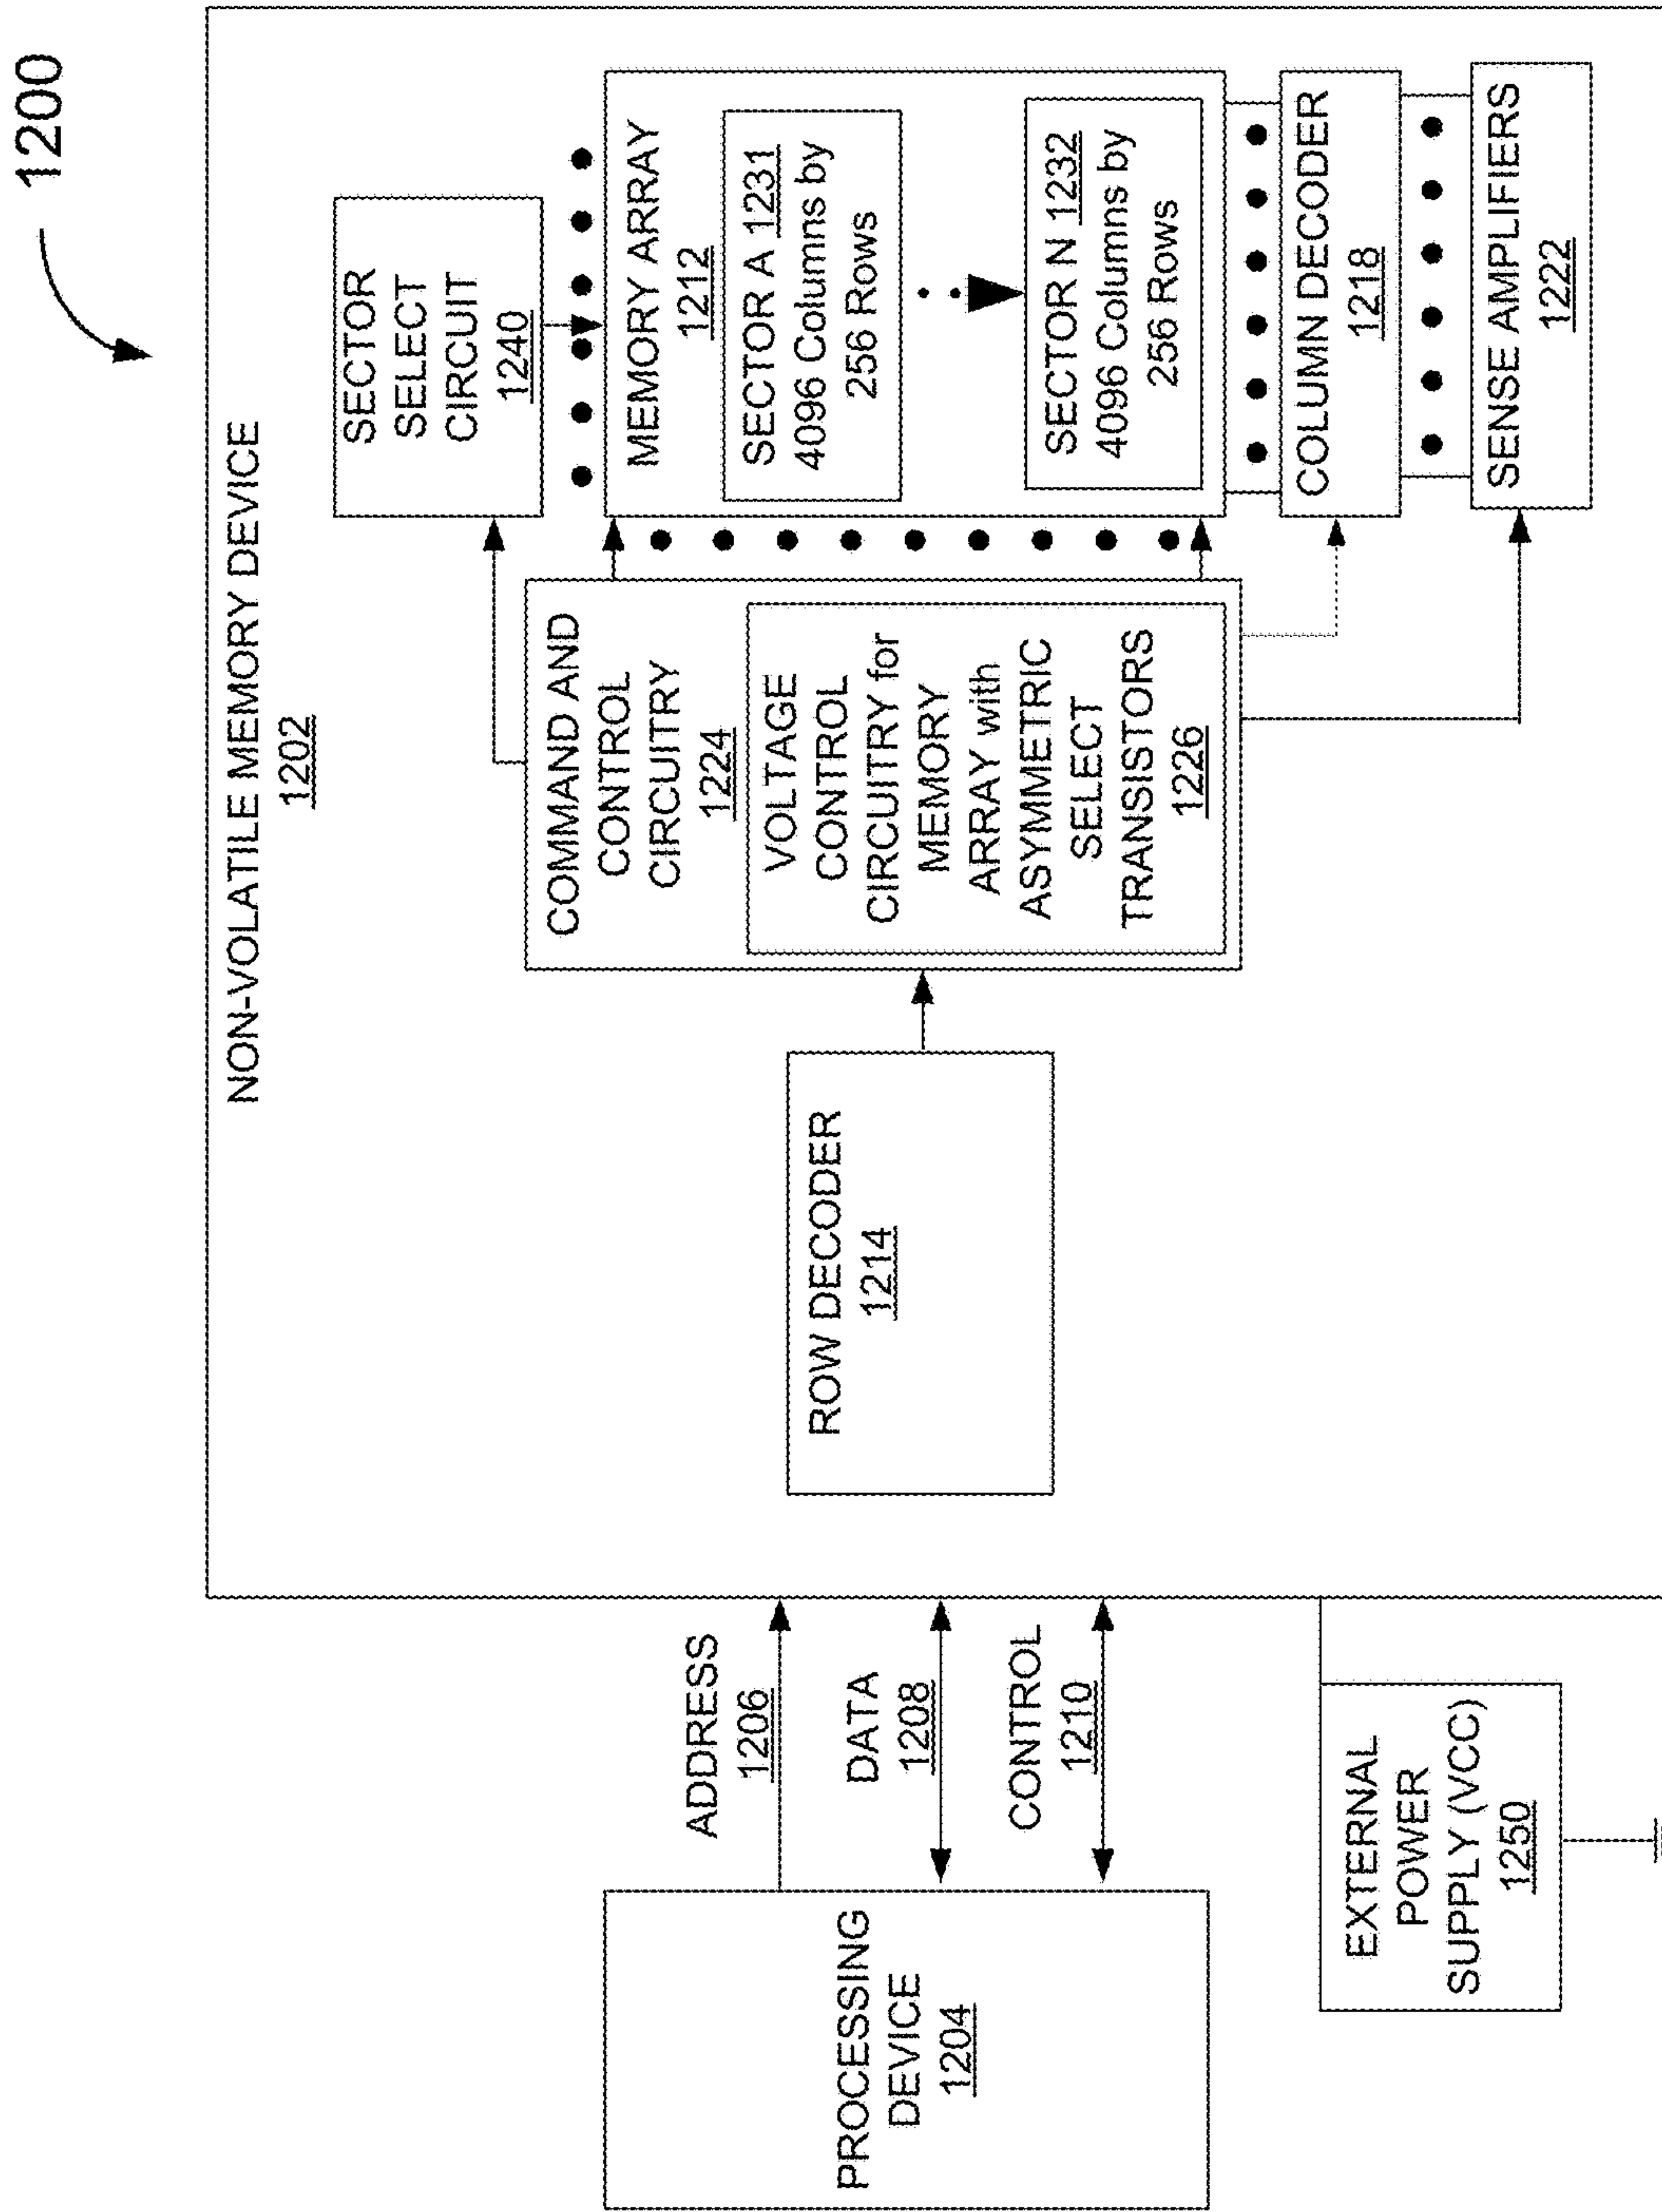 1200
NON-VOLATILE MEMORY DEVICE
1202
PROCESSING
DEVICE
1204
ADDRESS
1206
DATA
1208
CONTROL
1210
EXTERNAL
POWER
SUPPLY (VCC)
1250
ROW DECODER
1214
COMMAND AND
CONTROL
CIRCUITRY
1224
VOLTAGE
CONTROL
CIRCUITRY for
MEMORY
ARRAY with
ASYMMETRIC
SELECT
TRANSISTORS
1226
SECTOR
SELECT
CIRCUIT
1240
MEMORY ARRAY
1212
SECTOR A 1231
4096 Columns by
256 Rows
SECTOR N 1232
4096 Columns by
256 Rows
COLUMN DECODER
1218
SENSE AMPLIFIERS
1222